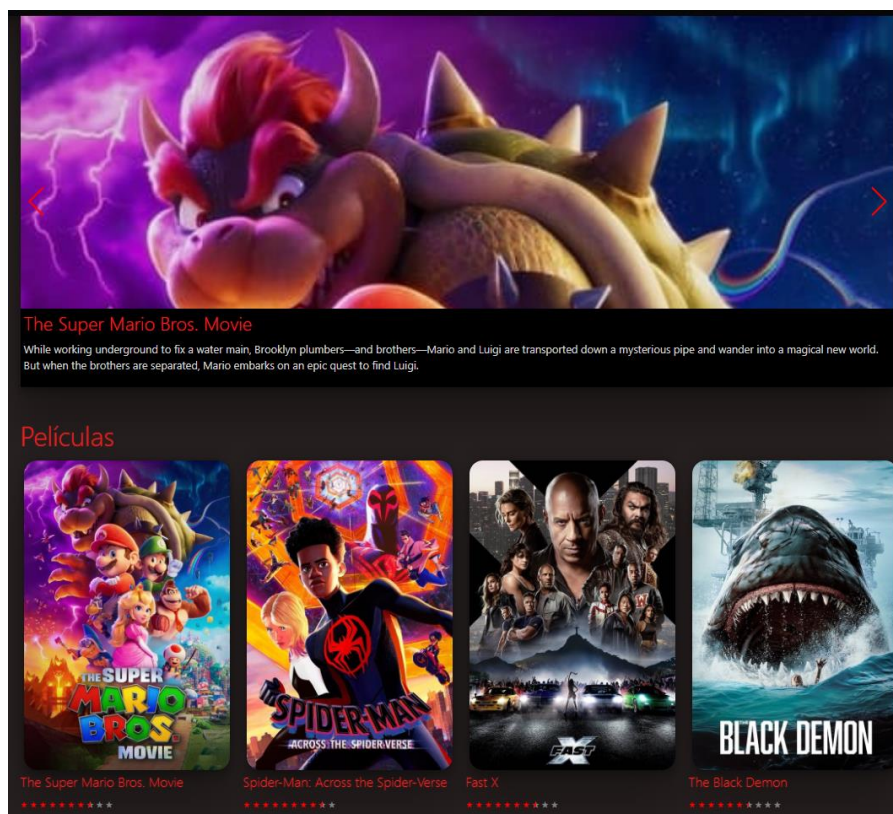 The Super Mario Bros. Movie
While working underground to fix a water main, Brooklyn plumbers—and brothers—Mario and Luigi are transported down a mysterious pipe and wander into a magical new world.
But when the brothers are separated, Mario embarks on an epic quest to find Luigi.
Películas
THE SUPER
MARIO
BROS.
MOVIE
SPIDER-MAN
ACROSS THE SPIDER-VERSE
FAST X
BLACK DEMON
The Super Mario Bros. Movie
Spider-Man: Across the Spider-Verse
Fast X
The Black Demon